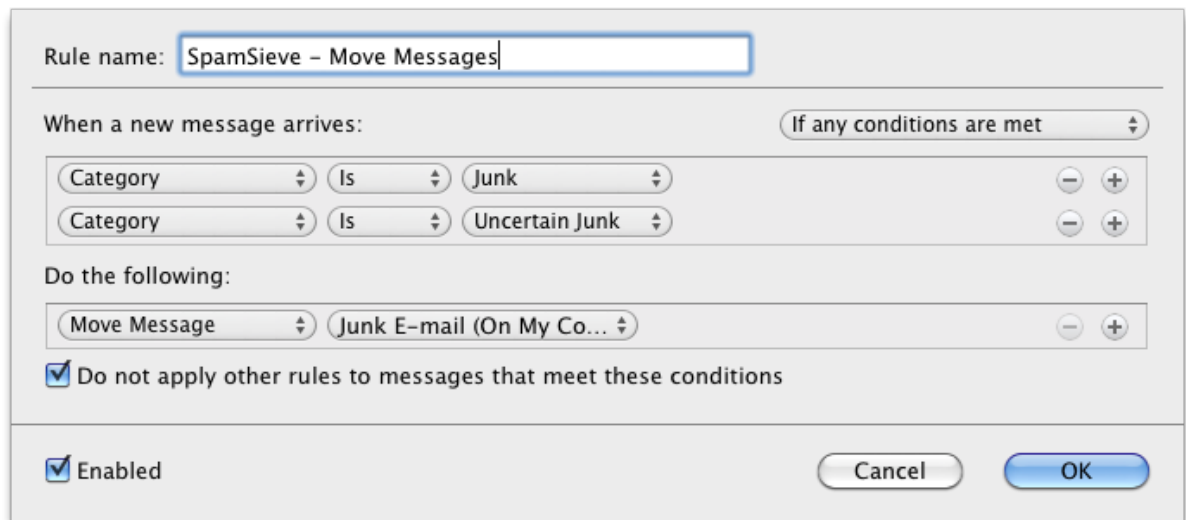 Rule name: SpamSieve – Move Messages
When a new message arrives: If any conditions are met
Category Is Junk
Category Is Uncertain Junk
Do the following:
Move Message Junk E-mail (On My Co...
Do not apply other rules to messages that meet these conditions
Enabled Cancel OK